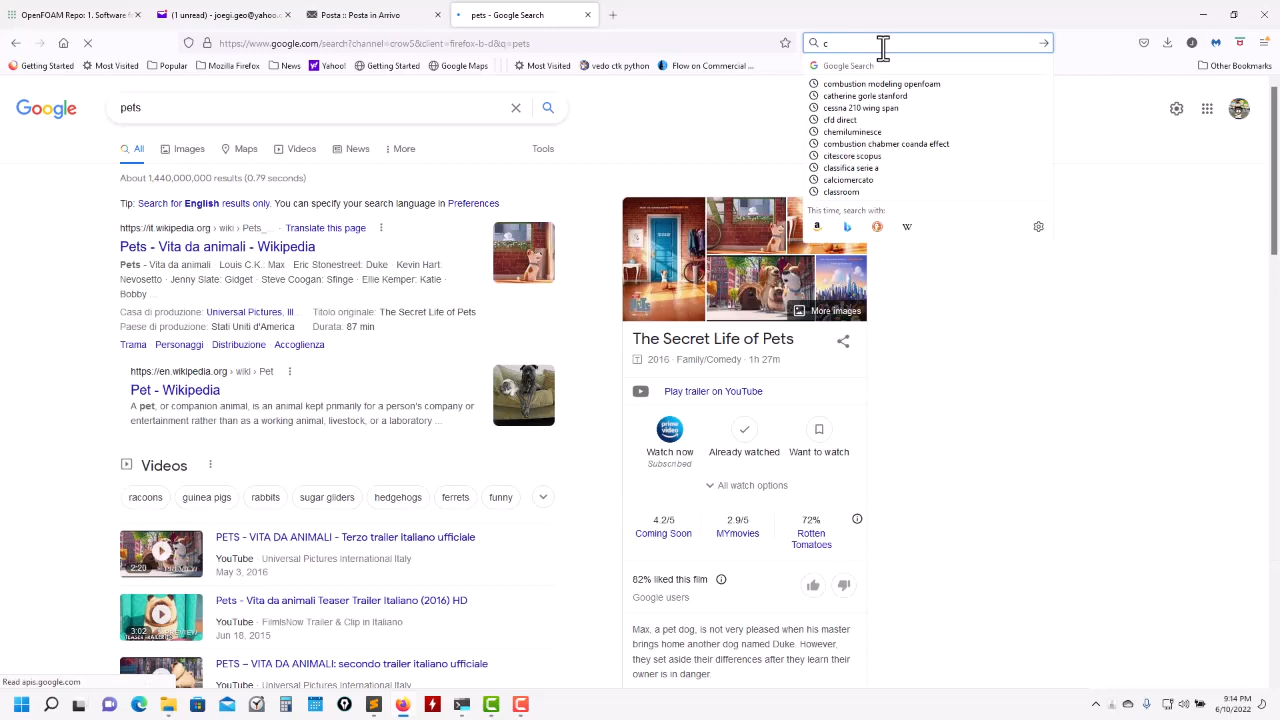 OpenFOAM Repo: 1. Introduction
Yahoo Mail (unread)
OpenFAM Posta: Posta in Arrivo
pets - Google Search
https://www.google.com/search?channel=crow5&client=firefox-b-d&q=pets
c
Getting Started
Most Visited
Popular
Mozilla Firefox
News
Yahoo!
Getting Started
Google Maps
Most Visited
vedo ctk python
Flow on Commercial ...
Other Bookmarks
Google Search
combustion modeling openfoam
catherine gorle stanford
cessna 210 wing span
cfd direct
chemiluminesce
combustion chabmer coanda effect
citescore scopus
classifica serie a
calciomercato
classroom
This time, search with:
Google
pets
All
Images
Maps
Videos
News
More
Tools
About 1,440,000,000 results (0.79 seconds)
The Search for English results only. You can specify your search language in Preferences
https://it.wikipedia.org › wiki › Pets_... Translate this page
Pets - Vita da animali - Wikipedia
Pets - Vita da animali · Louis C.K.: Max · Eric Stonestreet: Duke · Kevin Hart:
Nevosetto · Jenny Slate: Gidget · Steve Coogan: Sfinge · Ellie Kemper: Katie ·
Bobby ...
Casa di produzione: Universal Pictures, Ill... Titolo originale: The Secret Life of Pets
Paese di produzione: Stati Uniti d'America Durata: 87 min
Trama Personaggi Distribuzione Accoglienza
https://en.wikipedia.org › wiki › Pet
Pet - Wikipedia
A pet, or companion animal, is an animal kept primarily for a person's company or
entertainment rather than as a working animal, livestock, or a laboratory ...
Videos
racoons
guinea pigs
rabbits
sugar gliders
hedgehogs
ferrets
funny
2:20
PREVIEW
PETS - VITA DA ANIMALI - Terzo trailer italiano ufficiale
YouTube · Universal Pictures International Italy
May 3, 2016
3:02
PREVIEW
Pets - Vita da animali Teaser Trailer Italiano (2016) HD
YouTube · FilmIsNow Trailer & Clip in Italiano
Jun 18, 2015
PETS – VITA DA ANIMALI: secondo trailer italiano ufficiale
YouTube · Universal Pictures International Italy
More images
The Secret Life of Pets
2016 · Family/Comedy · 1h 27m
Play trailer on YouTube
prime video
Watch now
Subscribed
Already watched
Want to watch
All watch options
4.2/5
Coming Soon
2.9/5
MYmovies
72%
Rotten
Tomatoes
82% liked this film
Google users
Max, a pet dog, is not very pleased when his master
brings home another dog named Duke. However,
they set aside their differences after they learn their
owner is in danger.
Read apis.google.com
:14 PM
6/10/2022